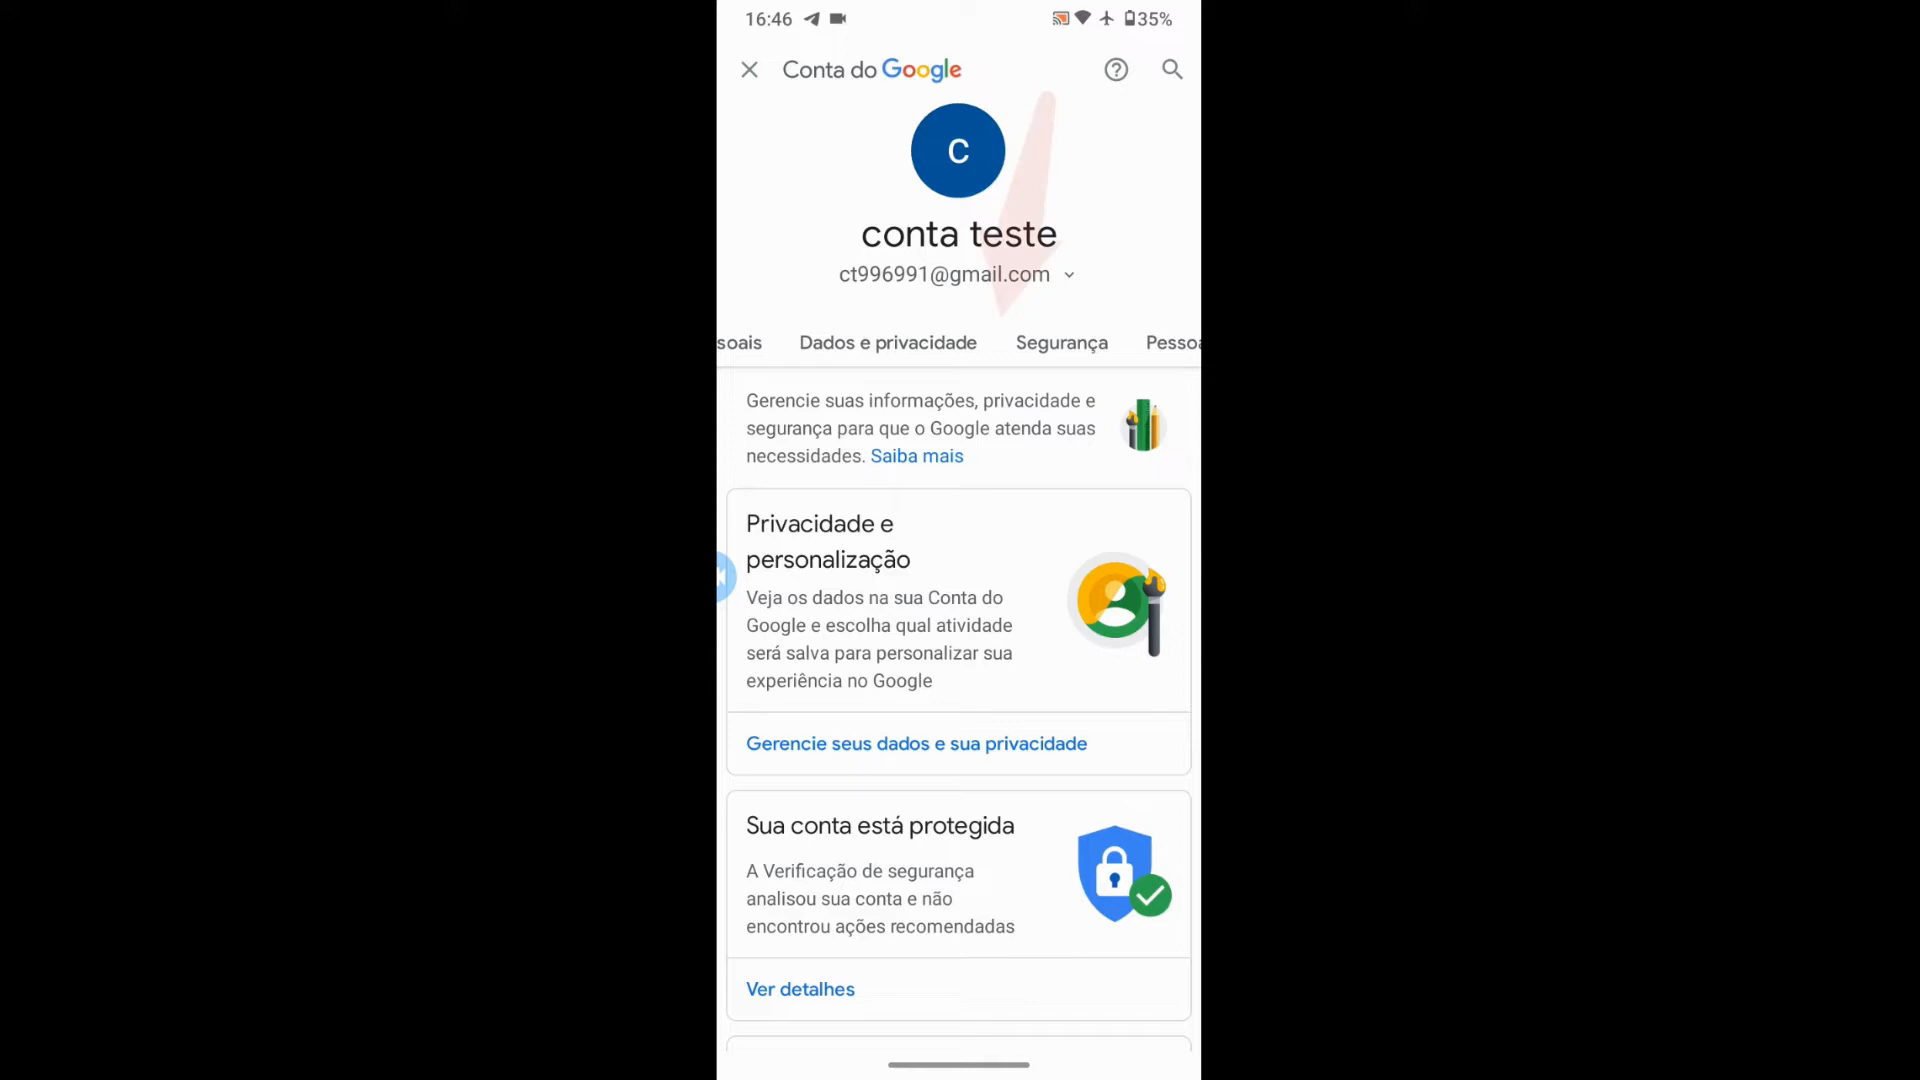 16:46 35%
Conta do Google
C
conta teste
ct996991@gmail.com
soais Dados e privacidade Segurança Pessoa
Gerencie suas informações, privacidade e
segurança para que o Google atenda suas
necessidades. Saiba mais
Privacidade e
personalização
Veja os dados na sua Conta do
Google e escolha qual atividade
será salva para personalizar sua
experiência no Google
Gerencie seus dados e sua privacidade
Sua conta está protegida
A Verificação de segurança
analisou sua conta e não
encontrou ações recomendadas
Ver detalhes